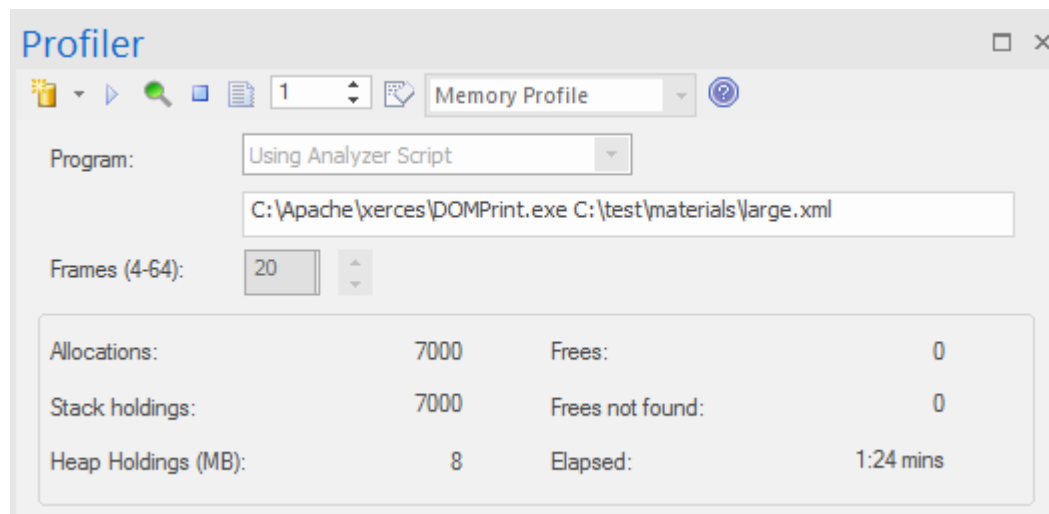 Profiler
1 Memory Profile
Program: Using Analyzer Script
C:\Apache\xerces\DOMPrint.exe C:\test\materials\large.xml
Frames (4-64): 20
Allocations: 7000 Frees: 0
Stack holdings: 7000 Frees not found: 0
Heap Holdings (MB): 8 Elapsed: 1:24 mins